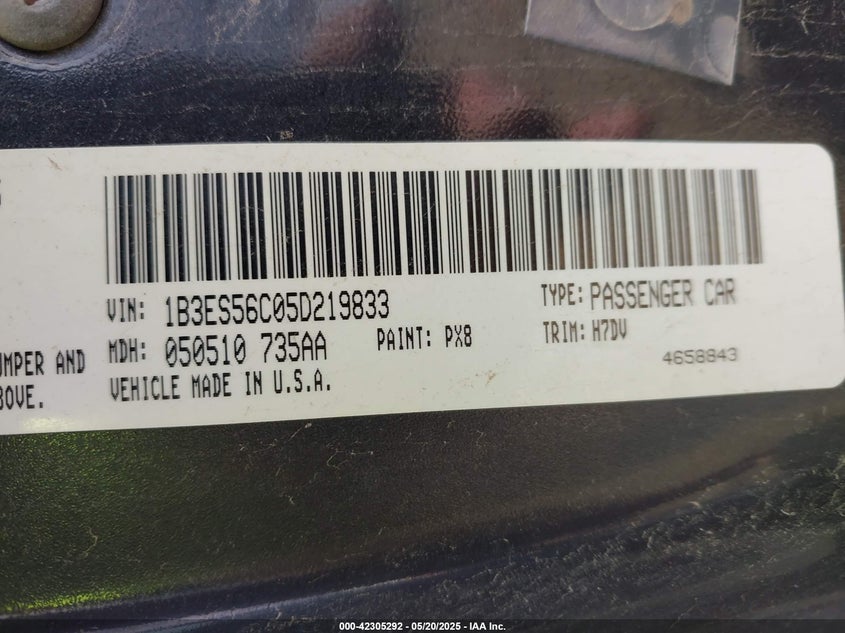 VIN: 1B3ES56C05D219833 TYPE: PASSENGER CAR
UMPER AND MDH: 050510 735AA PAINT: PX8 TRIM: H7DV
BOVE. VEHICLE MADE IN U.S.A. 4658843
000-42305292 - 05/20/2025 - IAA Inc.